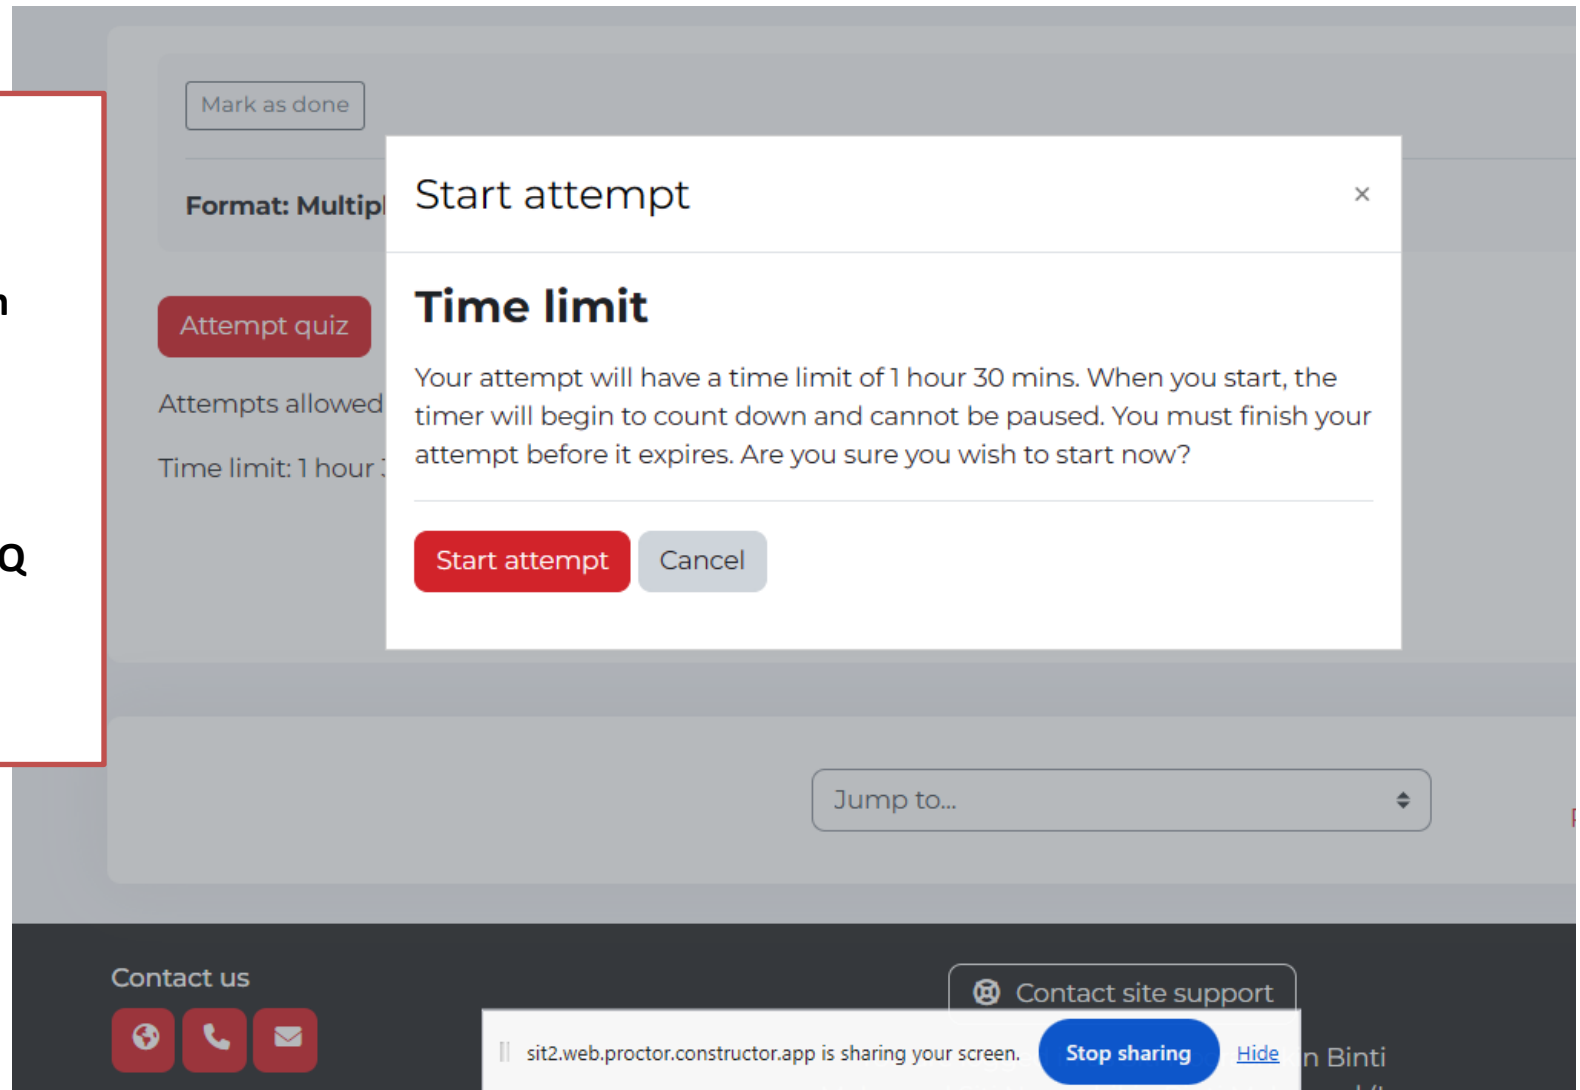 Mark as done
Format: Multipl
Start attempt
×
n
Time limit
Attempt quiz
Your attempt will have a time limit of 1 hour 30 mins. When you start, the
timer will begin to count down and cannot be paused. You must finish your
attempt before it expires. Are you sure you wish to start now?
Attempts allowed
Time limit: 1 hour
Q
Start attempt
Cancel
Jump to...
Contact us
Contact site support
sit2.web.proctor.constructor.app is sharing your screen.
Stop sharing
Hide
n Binti